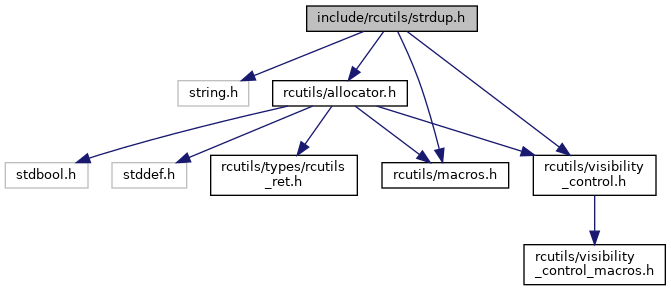 include/rcutils/strdup.h
string.h
rcutils/allocator.h
stdbool.h
stddef.h
rcutils/types/rcutils
_ret.h
rcutils/macros.h
rcutils/visibility
_control.h
rcutils/visibility
_control_macros.h